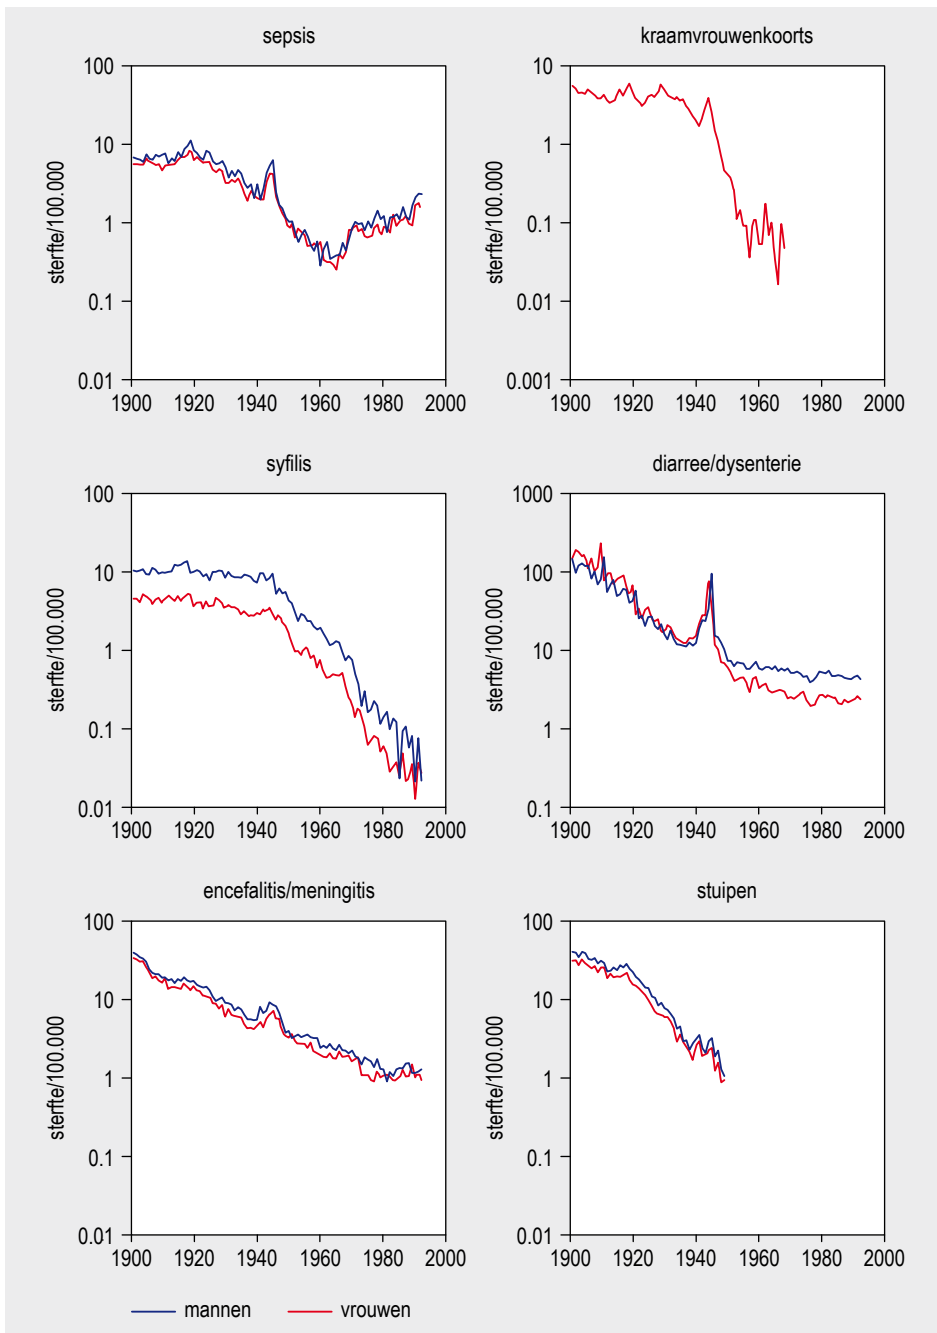 sepsis
100
10
1
0.1
0.01
sterfte/100.000
1900 1920 1940 1960 1980 2000
kraamvrouwenkoorts
10
1
0.1
0.01
0.001
sterfte/100.000
1900 1920 1940 1960 1980 2000
syfilis
100
10
1
0.1
0.01
sterfte/100.000
1900 1920 1940 1960 1980 2000
diarree/dysenterie
1000
100
10
1
0.1
sterfte/100.000
1900 1920 1940 1960 1980 2000
encefalitis/meningitis
100
10
1
0.1
0.01
sterfte/100.000
1900 1920 1940 1960 1980 2000
stuipen
100
10
1
0.1
0.01
sterfte/100.000
1900 1920 1940 1960 1980 2000
mannen vrouwen